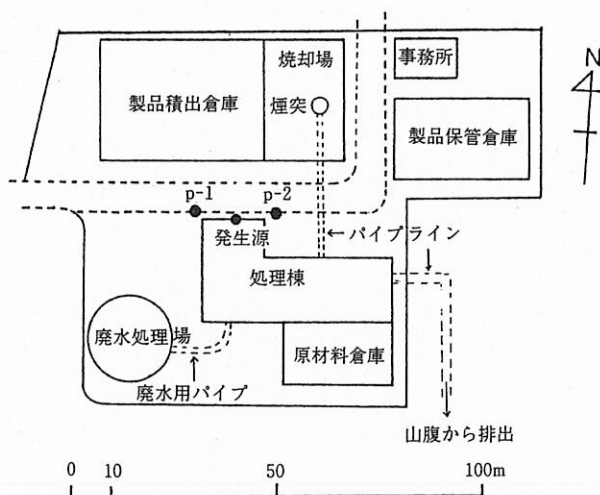 焼却場
事務所
N
製品積出倉庫
煙突
製品保管倉庫
p-1
p-2
発生源
←パイプライン
処理棟
廃水処理場
原材料倉庫
廃水用パイプ
山腹から排出
0 10 50 100m